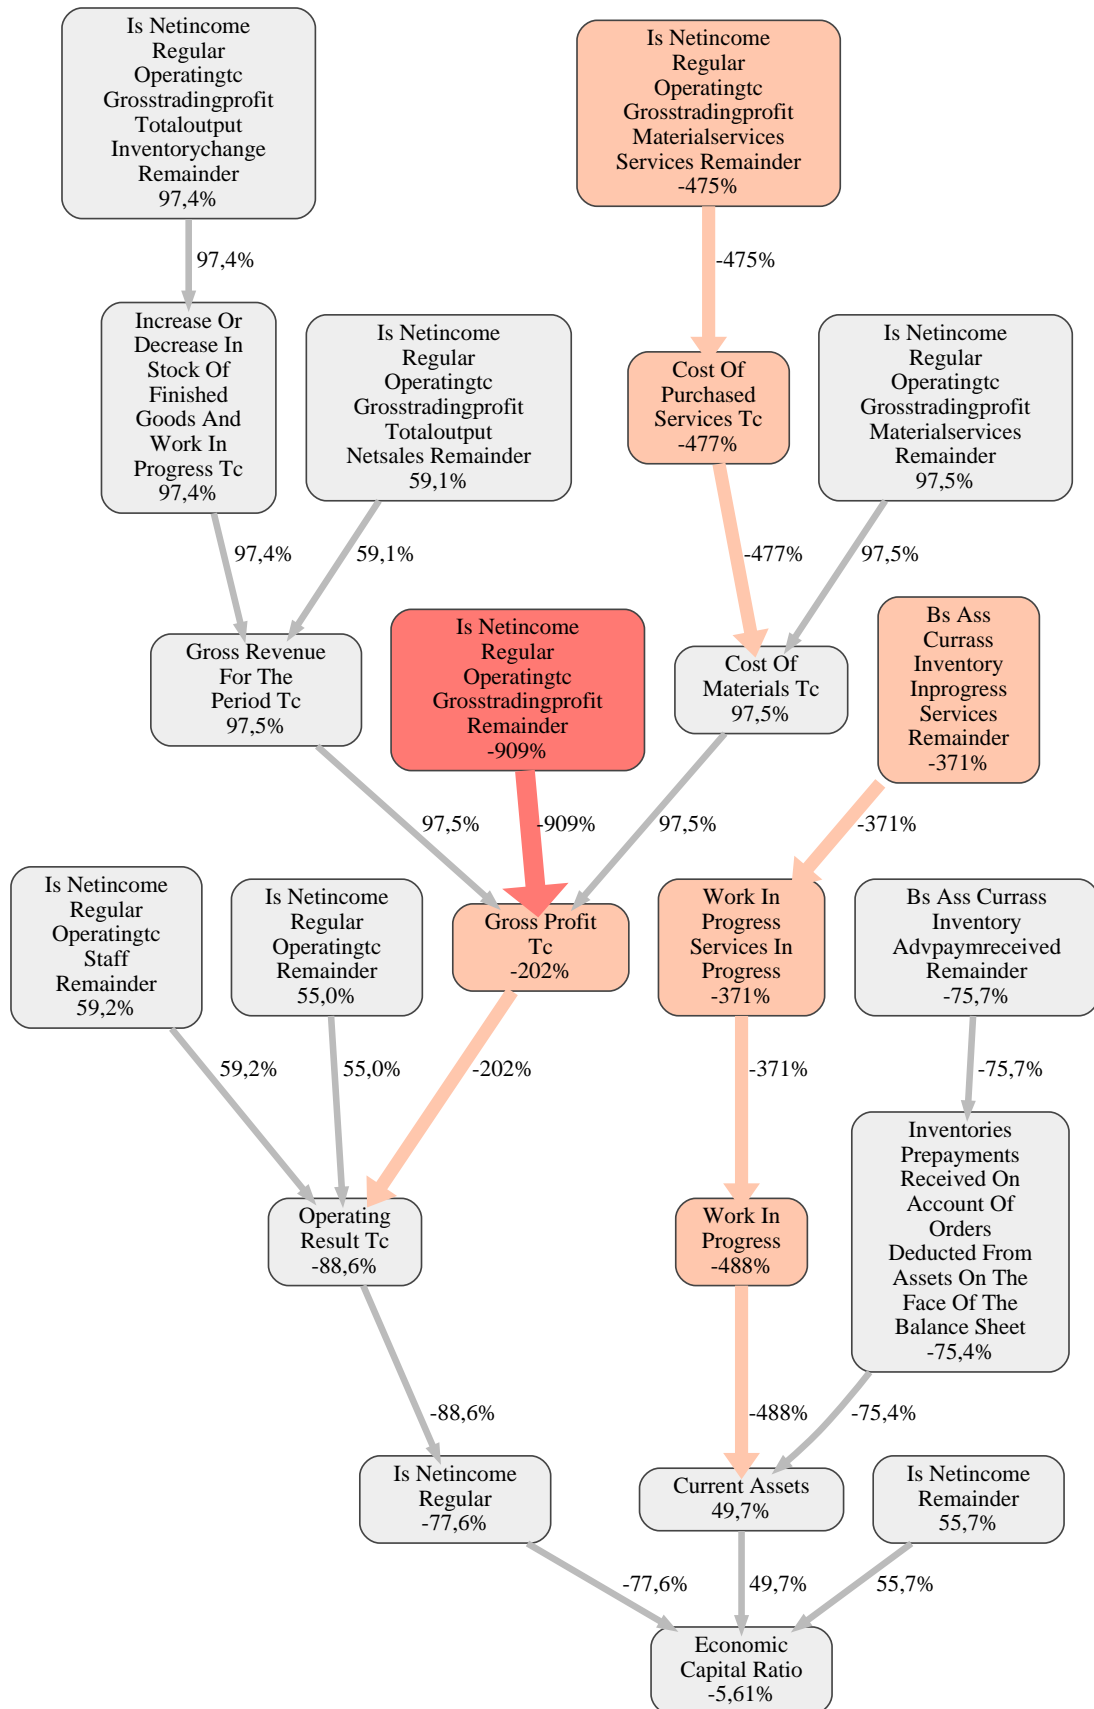 Is Netincome
Regular
Operatingtc
Grosstradingprofit
Totaloutput
Inventorychange
Remainder
97,4%
Is Netincome
Regular
Operatingtc
Grosstradingprofit
Materialservices
Services Remainder
-475%
97,4%
-475%
Increase Or
Decrease In
Stock Of
Finished
Goods And
Work In
Progress Tc
97,4%
Is Netincome
Regular
Operatingtc
Grosstradingprofit
Totaloutput
Netsales Remainder
59,1%
Cost Of
Purchased
Services Tc
-477%
Is Netincome
Regular
Operatingtc
Grosstradingprofit
Materialservices
Remainder
97,5%
97,4%
59,1%
-477%
97,5%
Gross Revenue
For The
Period Tc
97,5%
Is Netincome
Regular
Operatingtc
Grosstradingprofit
Remainder
-909%
Cost Of
Materials Tc
97,5%
Bs Ass
Currass
Inventory
Inprogress
Services
Remainder
-371%
97,5%
-909%
97,5%
-371%
Is Netincome
Regular
Operatingtc
Staff
Remainder
59,2%
Is Netincome
Regular
Operatingtc
Remainder
55,0%
Gross Profit
Tc
-202%
Work In
Progress
Services In
Progress
-371%
Bs Ass Currass
Inventory
Advpaymreceived
Remainder
-75,7%
59,2%
55,0%
-202%
-371%
-75,7%
Operating
Result Tc
-88,6%
Work In
Progress
-488%
Inventories
Prepayments
Received On
Account Of
Orders
Deducted From
Assets On The
Face Of The
Balance Sheet
-75,4%
-88,6%
-488%
-75,4%
Is Netincome
Regular
-77,6%
Current Assets
49,7%
Is Netincome
Remainder
55,7%
-77,6%
49,7%
55,7%
Economic
Capital Ratio
-5,61%